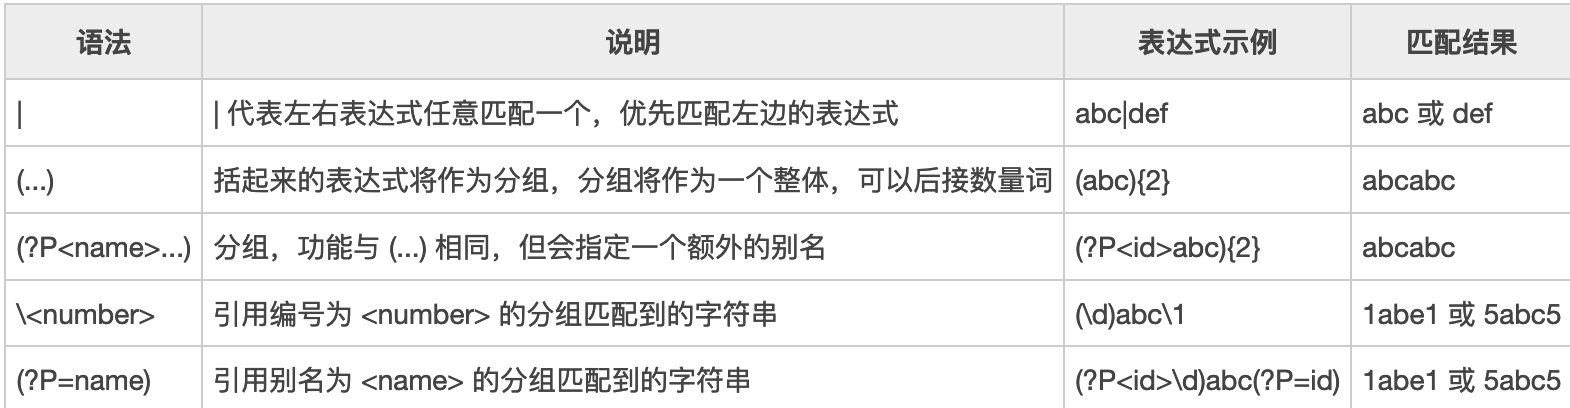 语法 说明 表达式示例 匹配结果
| | 代表左右表达式任意匹配一个，优先匹配左边的表达式 abc|def abc 或 def
(...) 括起来的表达式将作为分组，分组将作为一个整体，可以后接数量词 (abc){2} abcabc
(?P<name>...) 分组，功能与 (...) 相同，但会指定一个额外的别名 (?P<id>abc){2} abcabc
\<number> 引用编号为 <number> 的分组匹配到的字符串 (\d)abc\1 1abe1 或 5abc5
(?P=name) 引用别名为 <name> 的分组匹配到的字符串 (?P<id>\d)abc(?P=id) 1abe1 或 5abc5